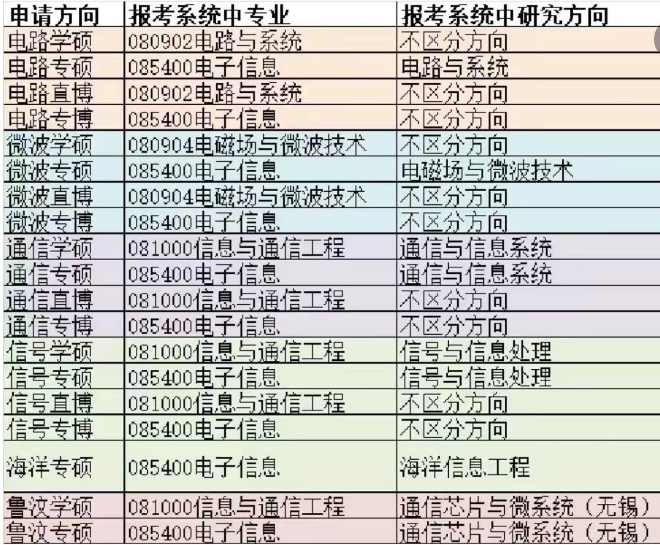 申请方向 报考系统中专业 报考系统中研究方向
电路学硕 080902电路与系统 不区分方向
电路专硕 085400电子信息 电路与系统
电路直博 080902电路与系统 不区分方向
电路专博 085400电子信息 不区分方向
微波学硕 080904电磁场与微波技术 不区分方向
微波专硕 085400电子信息 电磁场与微波技术
微波直博 080904电磁场与微波技术 不区分方向
微波专博 085400电子信息 不区分方向
通信学硕 081000信息与通信工程 通信与信息系统
通信专硕 085400电子信息 通信与信息系统
通信直博 081000信息与通信工程 不区分方向
通信专博 085400电子信息 不区分方向
信号学硕 081000信息与通信工程 信号与信息处理
信号专硕 085400电子信息 信号与信息处理
信号直博 081000信息与通信工程 不区分方向
信号专博 085400电子信息 不区分方向
海洋专硕 085400电子信息 海洋信息工程
鲁汶学硕 081000信息与通信工程 通信芯片与微系统（无锡）
鲁汶专硕 085400电子信息 通信芯片与微系统（无锡）